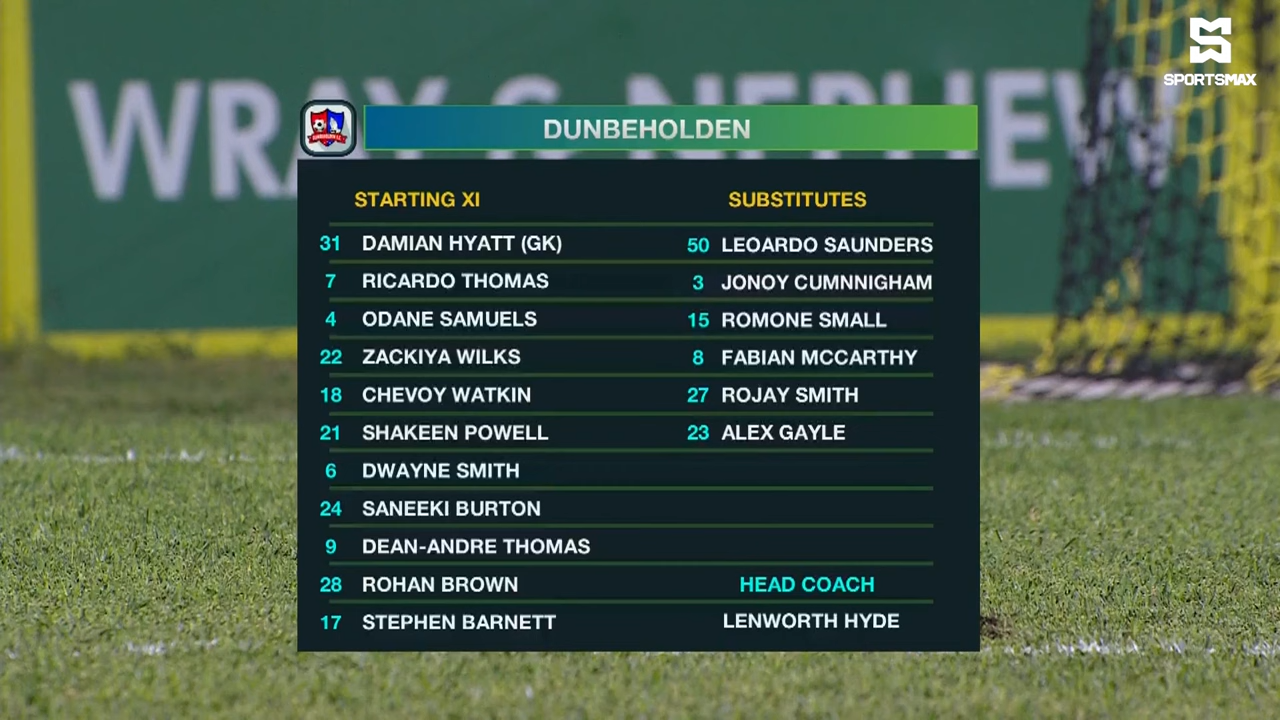 SPORTSMAX
WRAY & NEPHEW
DUNBEHOLDEN
STARTING XI
31 DAMIAN HYATT (GK)
7 RICARDO THOMAS
4 ODANE SAMUELS
22 ZACKIYA WILKS
18 CHEVOY WATKIN
21 SHAKEEN POWELL
6 DWAYNE SMITH
24 SANEEKI BURTON
9 DEAN-ANDRE THOMAS
28 ROHAN BROWN
17 STEPHEN BARNETT
SUBSTITUTES
50 LEOARDO SAUNDERS
3 JONOY CUMNNIGHAM
15 ROMONE SMALL
8 FABIAN MCCARTHY
27 ROJAY SMITH
23 ALEX GAYLE
HEAD COACH
LENWORTH HYDE